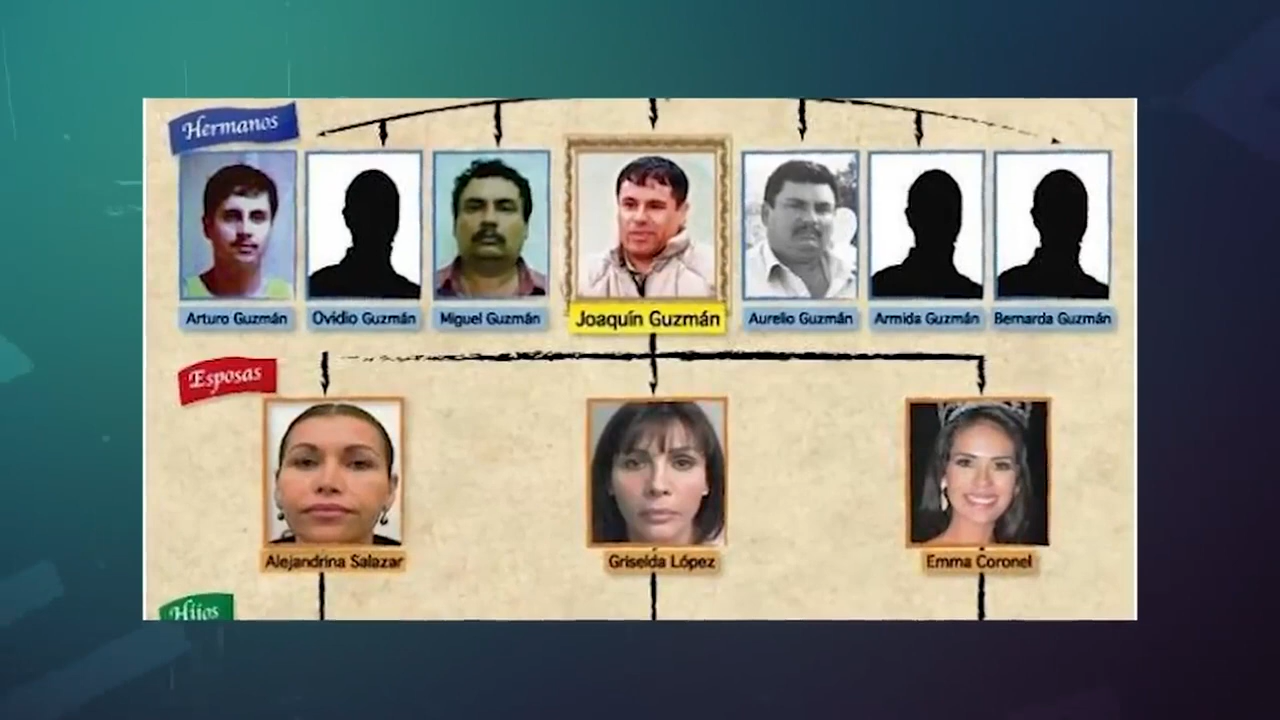 Hermanos
Arturo Guzmán
Ovidio Guzmán
Miguel Guzmán
Joaquín Guzmán
Aurelio Guzmán
Armida Guzmán
Bernarda Guzmán
Esposas
Alejandrina Salazar
Griselda López
Emma Coronel
Hijos